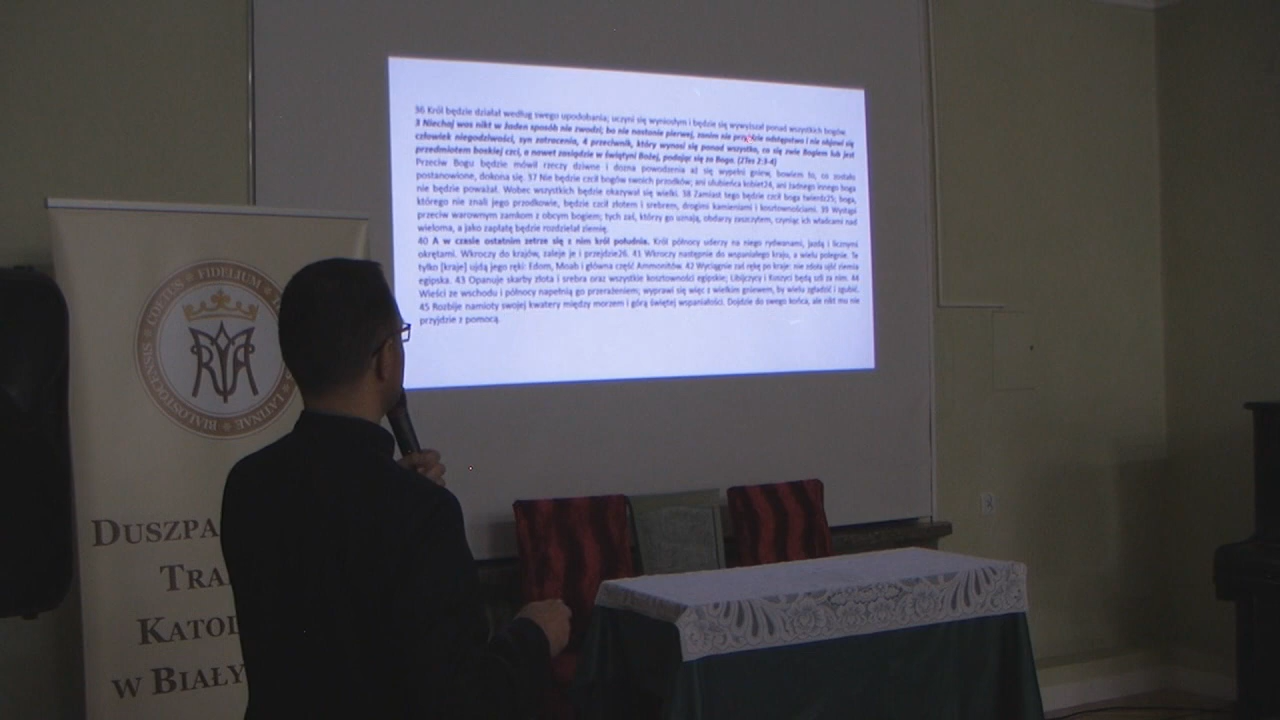 36 Król będzie działał według swego upodobania; uczyni się wyniosłym i będzie się wywyższał ponad wszystkich bogów.
3 Niechaj was nikt w żaden sposób nie zwodzi; bo nie nastanie pierwej, zanim nie przyjdzie odstępstwo i nie objawi się
człowiek niegodziwości, syn zatracenia, 4 przeciwnik, który wynosi się ponad wszystko, co się zwie Bogiem lub jest
przedmiotem boskiej czci, a nawet zasiądzie w świątyni Bożej, podając się za Boga. (2Tes 2:3-4)
Przeciw Bogu będzie mówił rzeczy dziwne i dozna powodzenia aż się wypełni gniew, bowiem to, co zostało
postanowione, dokona się. 37 Nie będzie czcił bogów swoich przodków; ani ulubieńca kobiet24, ani żadnego innego boga
nie będzie poważał. Wobec wszystkich będzie okazywał się wielki. 38 Zamiast tego będzie czcił boga twierdz25; boga,
którego nie znali jego przodkowie, będzie czcił złotem i srebrem, drogimi kamieniami i kosztownościami. 39 Wystąpi
przeciw warownym zamkom z obcym bogiem; tych zaś, którzy go uznają, obdarzy zaszczytem, czyniąc ich władcami nad
wieloma, a jako zapłatę będzie rozdzielał ziemię.
40 A w czasie ostatnim zetrze się z nim król południa. Król północy uderzy na niego rydwanami, jazdą i licznymi
okrętami. Wkroczy do krajów, zaleje je i przejdzie26. 41 Wkroczy następnie do wspaniałego kraju, a wielu polegnie. Te
tylko [kraje] ujdą jego ręki: Edom, Moab i główna część Ammonitów. 42 Wyciągnie zaś rękę po kraje; nie zdoła ujść ziemia
egipska. 43 Opanuje skarby złota i srebra oraz wszystkie kosztowności egipskie; Libijczycy i Kuszyci będą szli za nim. 44
Wieści ze wschodu i północy napełnią go przerażeniem; wyprawi się więc z wielkim gniewem, by wielu zgładzić i zgubić.
45 Rozbije namioty swojej kwatery między morzem i górą świętej wspaniałości. Dojdzie do swego końca, ale nikt mu nie
przyjdzie z pomocą.
FIDELIUM
LATINAE BIALOSTOCENSIS
DUSZPA
TRA
KATOL
W BIAŁY